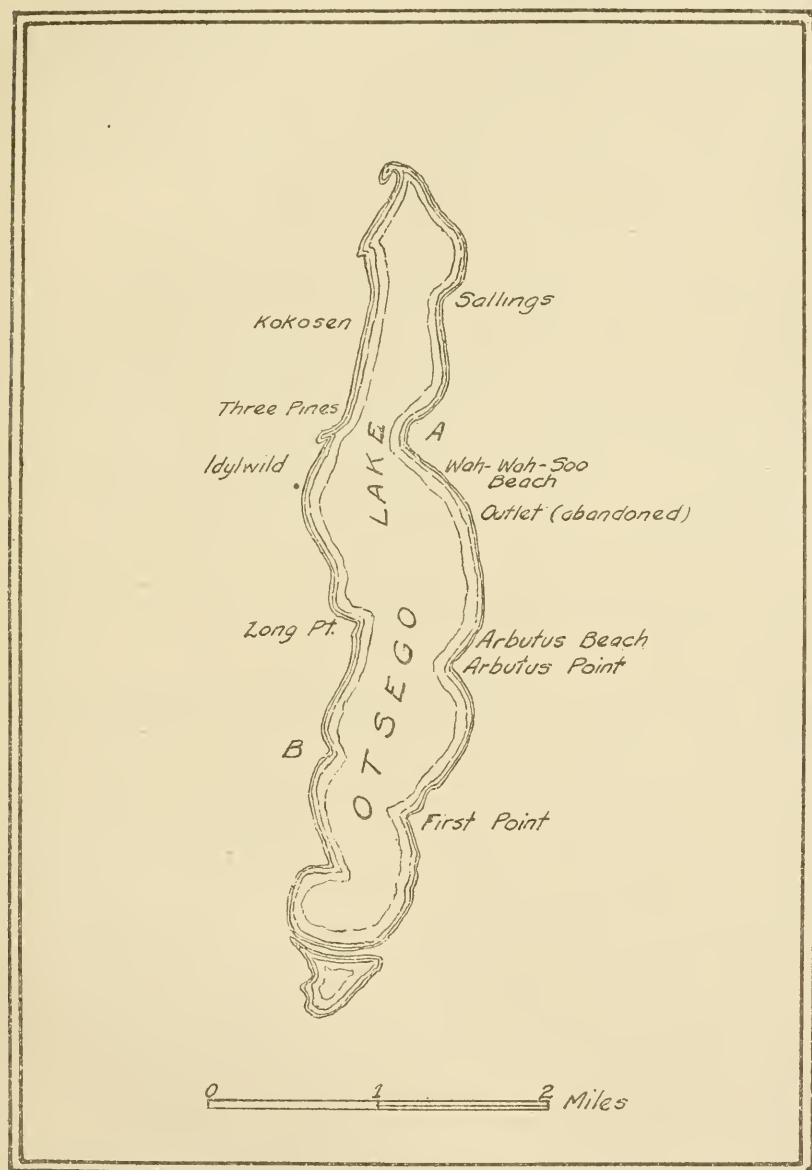 Sallings
Kokosen
Three Pines
A
Idylwild
Wah-Wah-Soo
Beach
Outlet (abandoned)
LAKE
Long Pt.
Arbutus Beach
Arbutus Point
OTSEGO
B
First Point
0 1 2 Miles